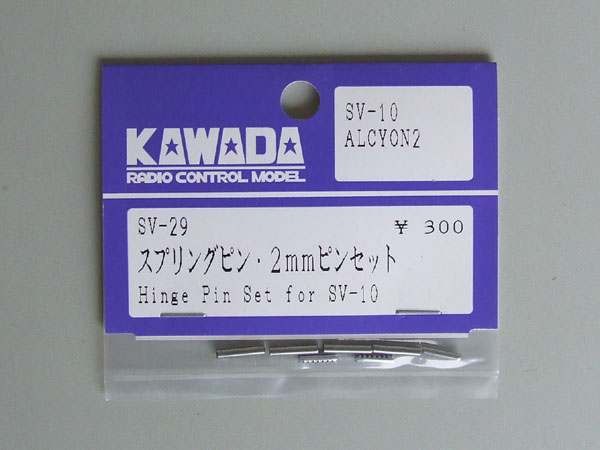 KAWADA
RADIO CONTROL MODEL
SV-10
ALCYON2
SV-29
¥ 300
スプリングピン・2mmピンセット
Hinge Pin Set for SV-10